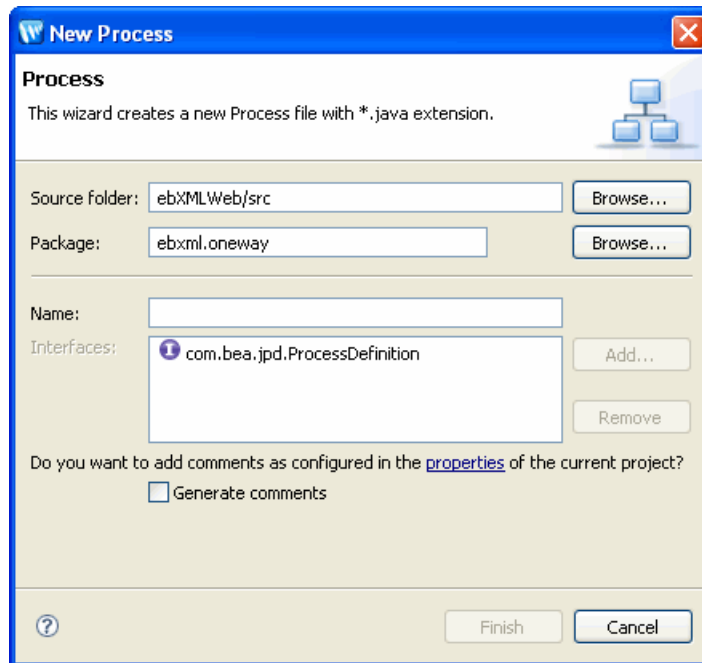 New Process
Process
This wizard creates a new Process file with *.java extension.
Source folder: ebXMLWeb/src Browse...
Package: ebxml.oneway Browse...
Name:
Interfaces: com.bea.jpd.ProcessDefinition Add...
Remove
Do you want to add comments as configured in the properties of the current project?
Generate comments
Finish Cancel